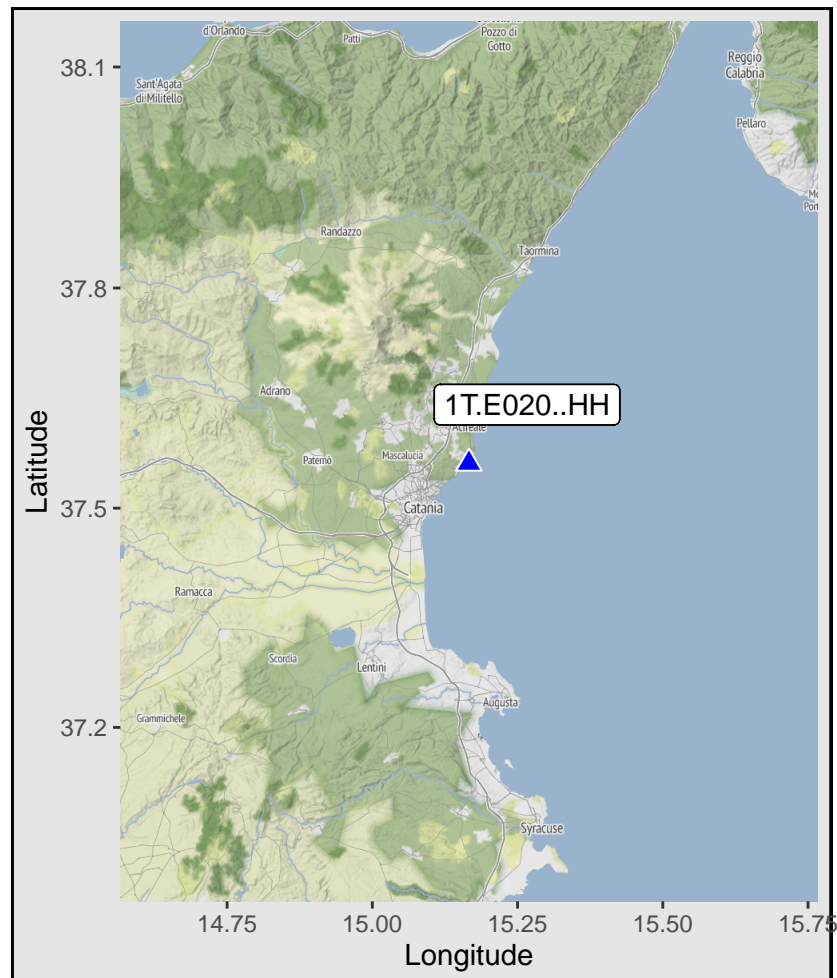 d'Orlando
Patti
Pozzo di
Gotto
38.1
Reggio
Calabria
Sant'Agata
di Militello
Pellaro
Randazzo
Taormina
37.8
Adrano
1T.E020..HH
Acireale
Paternò
Mascalucia
37.5
Catania
Latitude
Ramacca
Scordia
Lentini
Augusta
37.2
Grammichele
Syracuse
14.75
15.00
15.25
15.50
15.75
Longitude